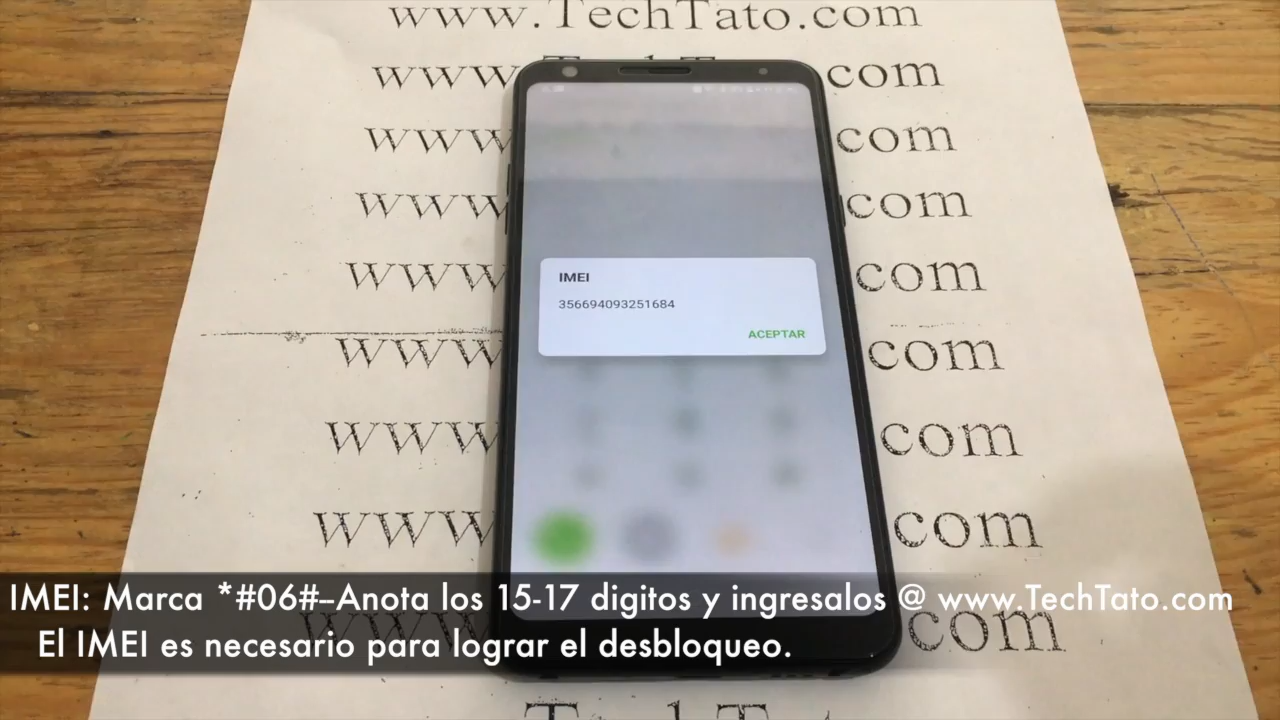 www.TechTato.com
www com
www com
www com
www com
IMEI
356694093251684
ACEPTAR
www com
www com
www com
IMEI: Marca *#06#--Anota los 15-17 digitos y ingresalos @ www.TechTato.com
El IMEI es necesario para lograr el desbloqueo.
com